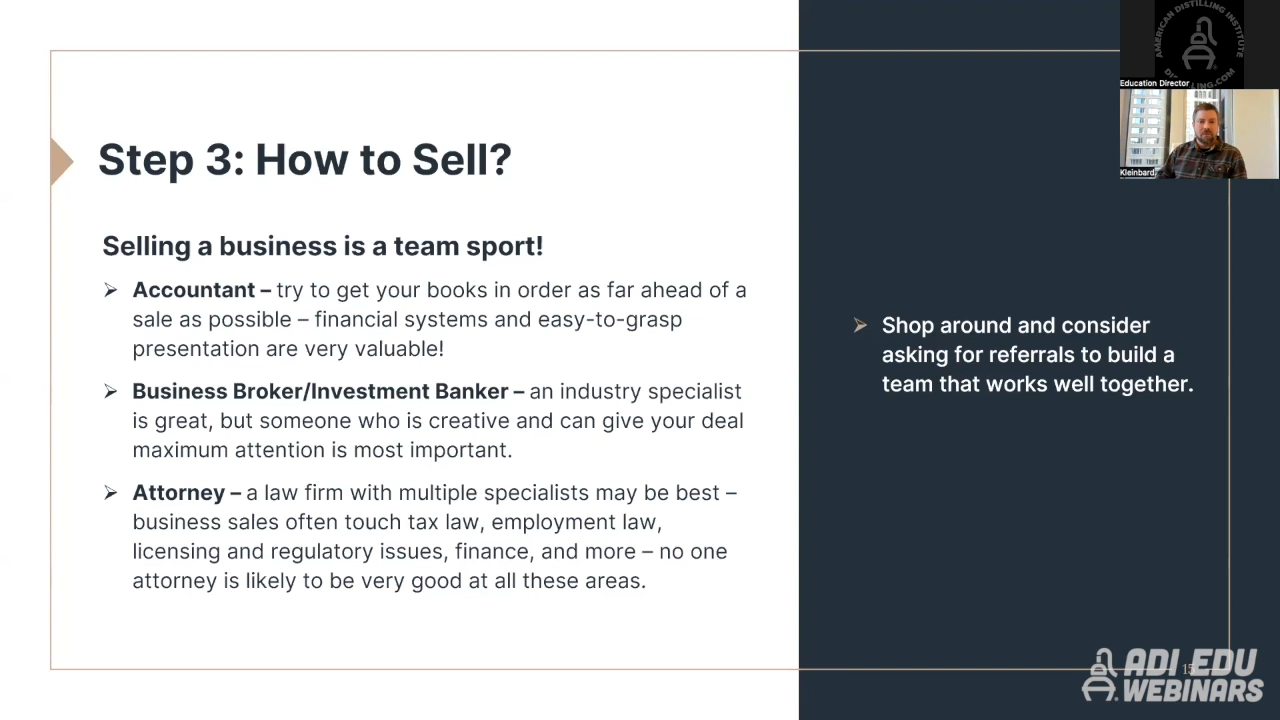 Step 3: How to Sell?
Selling a business is a team sport!
➢ Accountant – try to get your books in order as far ahead of a
sale as possible – financial systems and easy-to-grasp
presentation are very valuable!
➢ Business Broker/Investment Banker – an industry specialist
is great, but someone who is creative and can give your deal
maximum attention is most important.
➢ Attorney – a law firm with multiple specialists may be best –
business sales often touch tax law, employment law,
licensing and regulatory issues, finance, and more – no one
attorney is likely to be very good at all these areas.
➢ Shop around and consider
asking for referrals to build a
team that works well together.
AMERICAN DISTILLING INSTITUTE
DISTILLING.COM
Education Director
Kleinbard
ADI EDU
WEBINARS